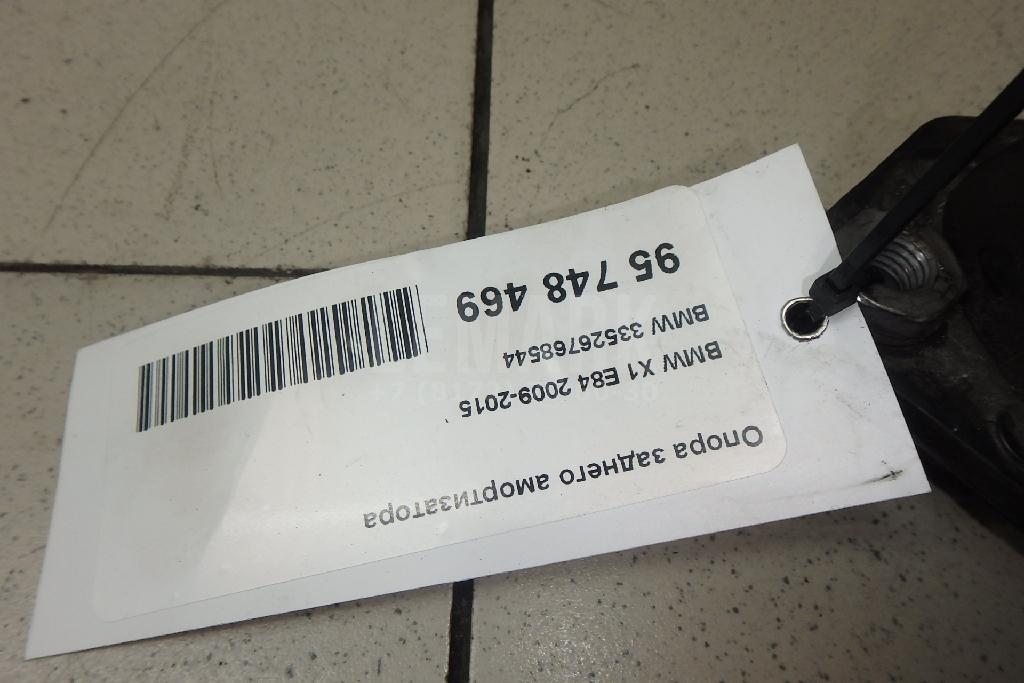 Опора заднего амортизатора
BMW X1 E84 2009-2015
BMW 33526768544
95 748 469